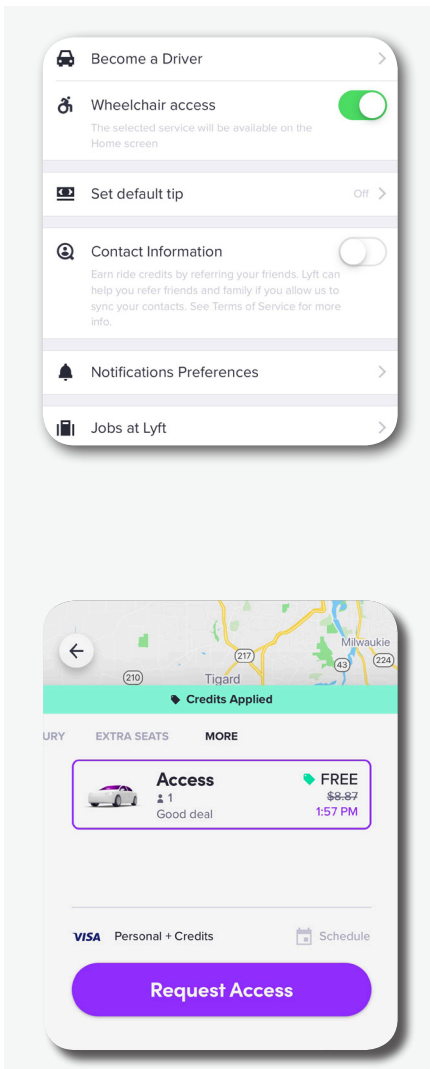 Become a Driver
Wheelchair access
The selected service will be available on the
Home screen
Set default tip
Off
Contact Information
Earn ride credits by referring your friends. Lyft can
help you refer friends and family if you allow us to
sync your contacts. See Terms of Service for more
info.
Notifications Preferences
Jobs at Lyft
Milwaukie
217
43
224
210
Tigard
Credits Applied
URY EXTRA SEATS MORE
Access FREE
1 $8.87
Good deal 1:57 PM
VISA Personal + Credits Schedule
Request Access